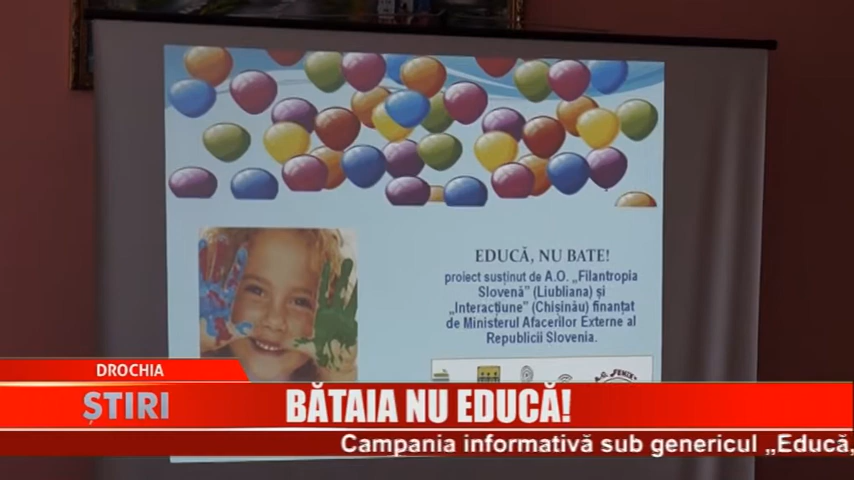 EDUCĂ, NU BATE!
proiect susținut de A.O. „Filantropia
Slovenă” (Liubliana) și
„Interacțiune” (Chișinău) finanțat
de Ministerul Afacerilor Externe al
Republicii Slovenia.
A.O. „FENIX”
DROCHIA
ȘTIRI
BĂTAIA NU EDUCĂ!
Campania informativă sub genericul „Educă,